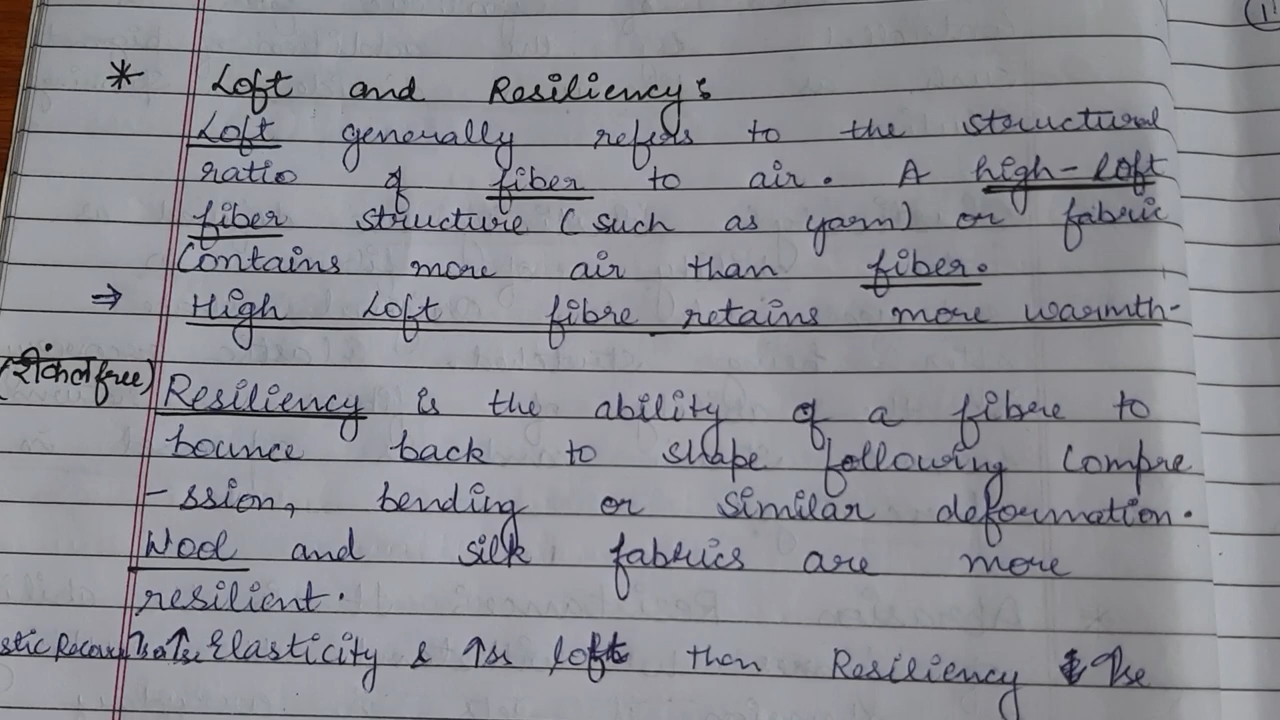 * Loft and Resiliency:
Loft generally refers to the structural
ratio of fiber to air. A high-loft
fiber structure (such as yarn) or fabric
Contains more air than fiber.
⇒ High Loft fibre retains more warmth-
Resiliency is the ability of a fibre to
bounce back to shape following Compre
-ssion, bending or similar deformation.
Wool and silk fabrics are more
resilient.
↑se Elasticity & ↑se loft then Resiliency ↑se